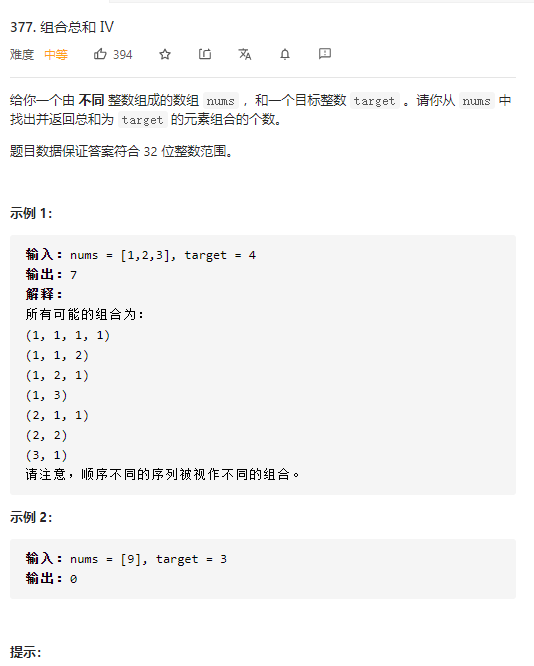 377. 组合总和 IV
难度 中等 394
给你一个由 不同 整数组成的数组 nums ，和一个目标整数 target 。请你从 nums 中
找出并返回总和为 target 的元素组合的个数。
题目数据保证答案符合 32 位整数范围。
示例 1：
输入：nums = [1,2,3], target = 4
输出：7
解释：
所有可能的组合为：
(1, 1, 1, 1)
(1, 1, 2)
(1, 2, 1)
(1, 3)
(2, 1, 1)
(2, 2)
(3, 1)
请注意，顺序不同的序列被视作不同的组合。
示例 2：
输入：nums = [9], target = 3
输出：0
提示：